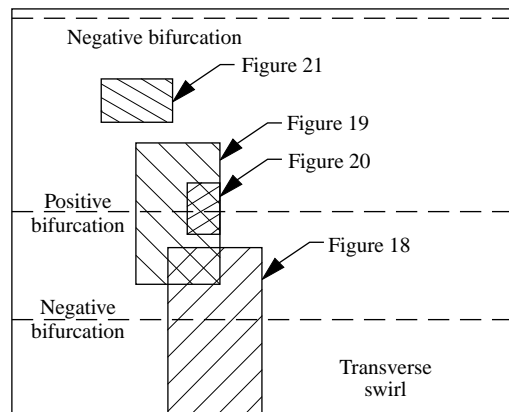 Negative bifurcation
Figure 21
Figure 19
Figure 20
Positive
bifurcation
Figure 18
Negative
bifurcation
Transverse
swirl